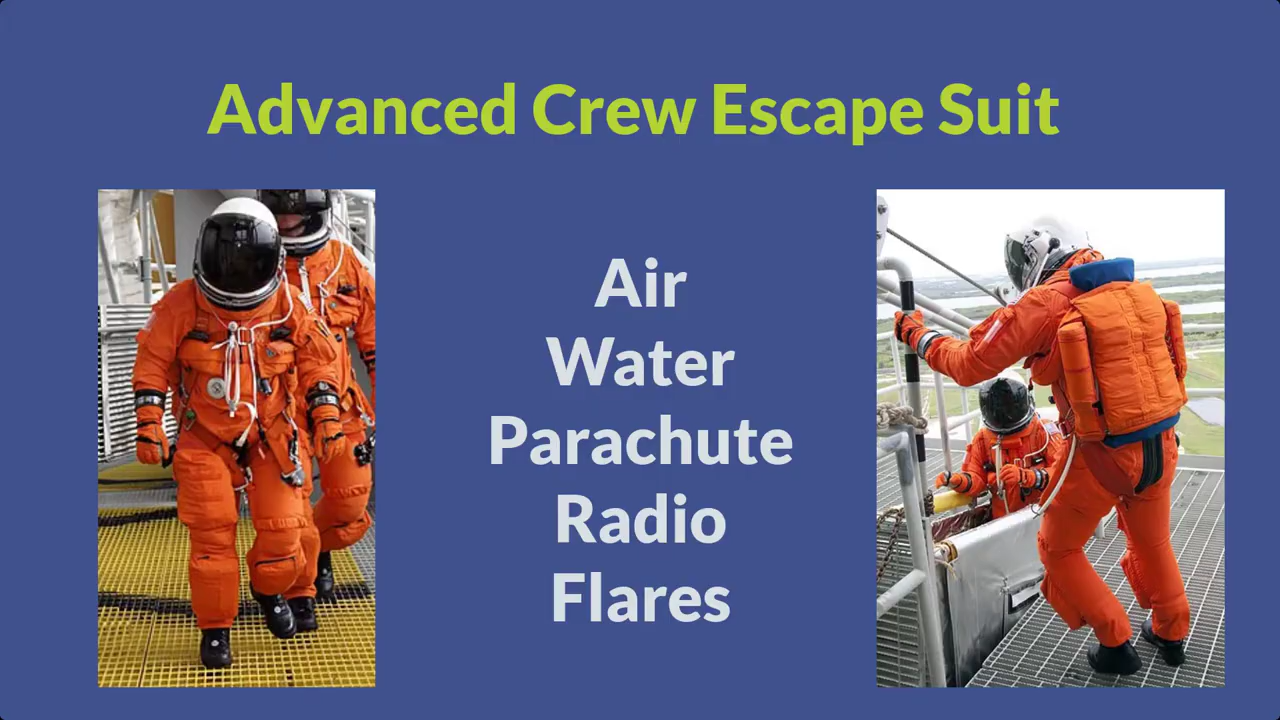 Advanced Crew Escape Suit
Air
Water
Parachute
Radio
Flares